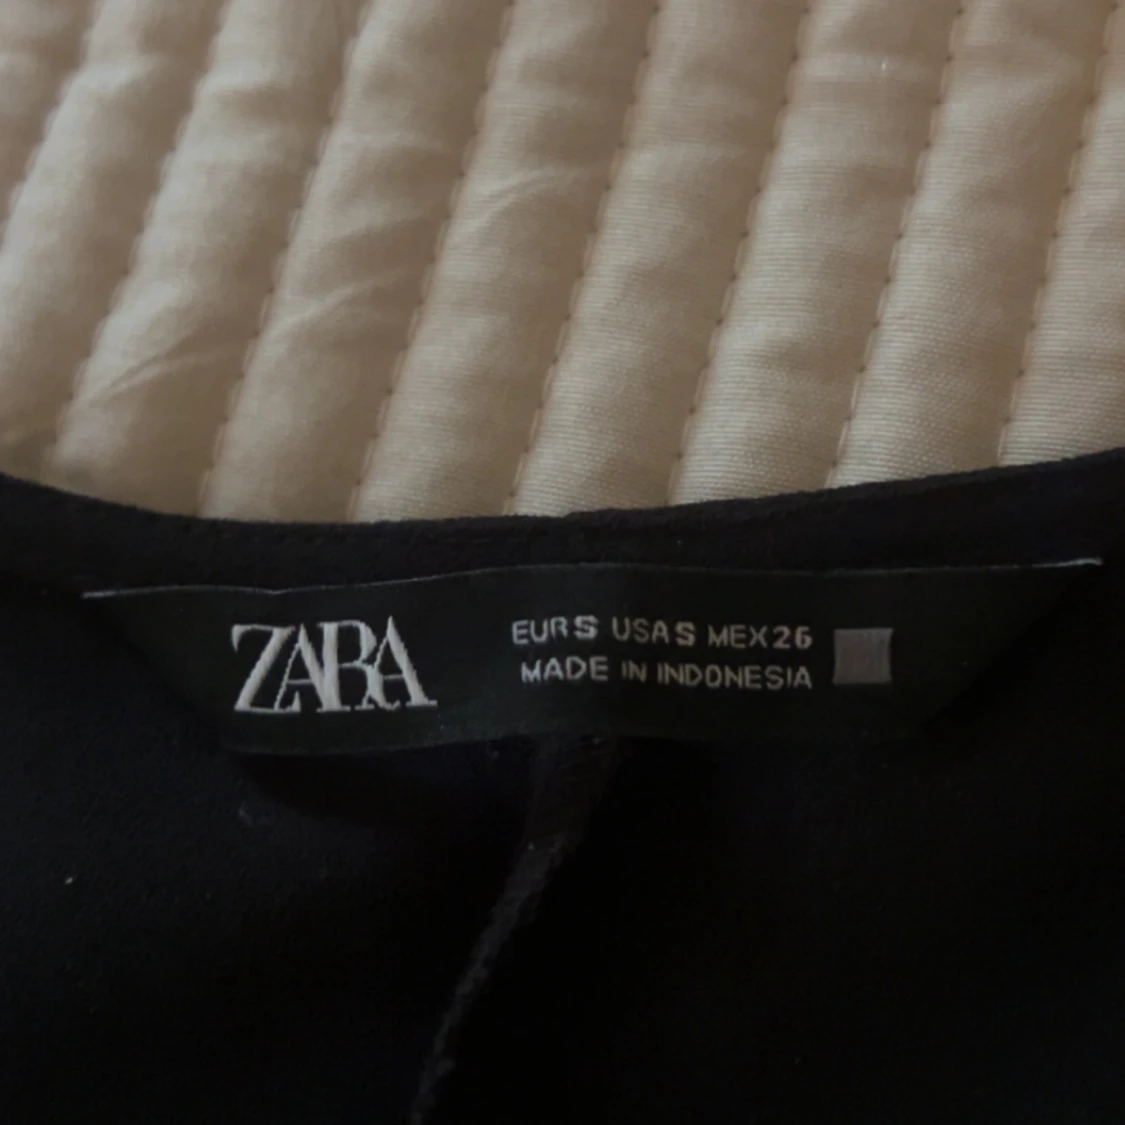 ZARA
EUR S USA S MEX 26
MADE IN INDONESIA